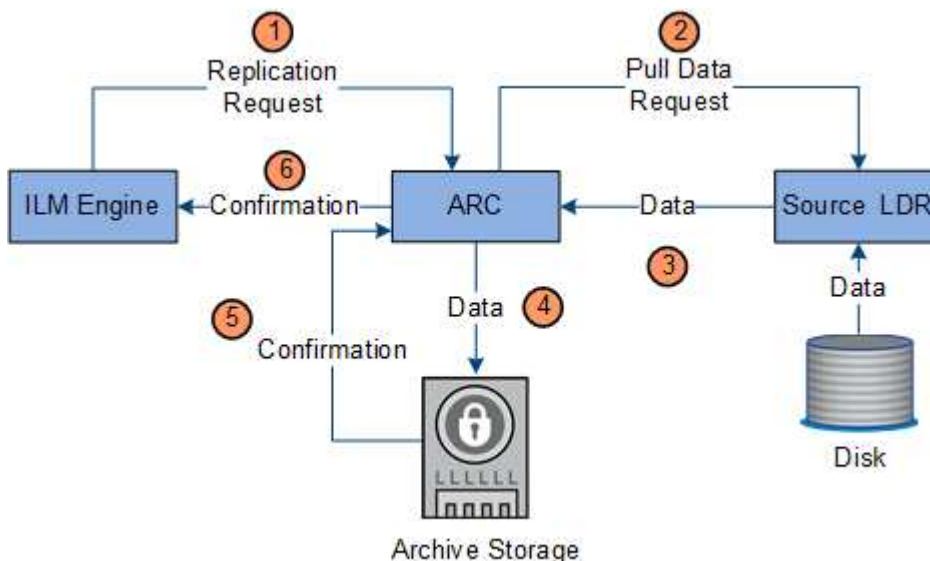 1
Replication
Request
2
Pull Data
Request
6
ILM Engine
Confirmation
ARC
Data
Source LDR
3
Data
4
Data
5
Confirmation
LLLLLL
Disk
Archive Storage